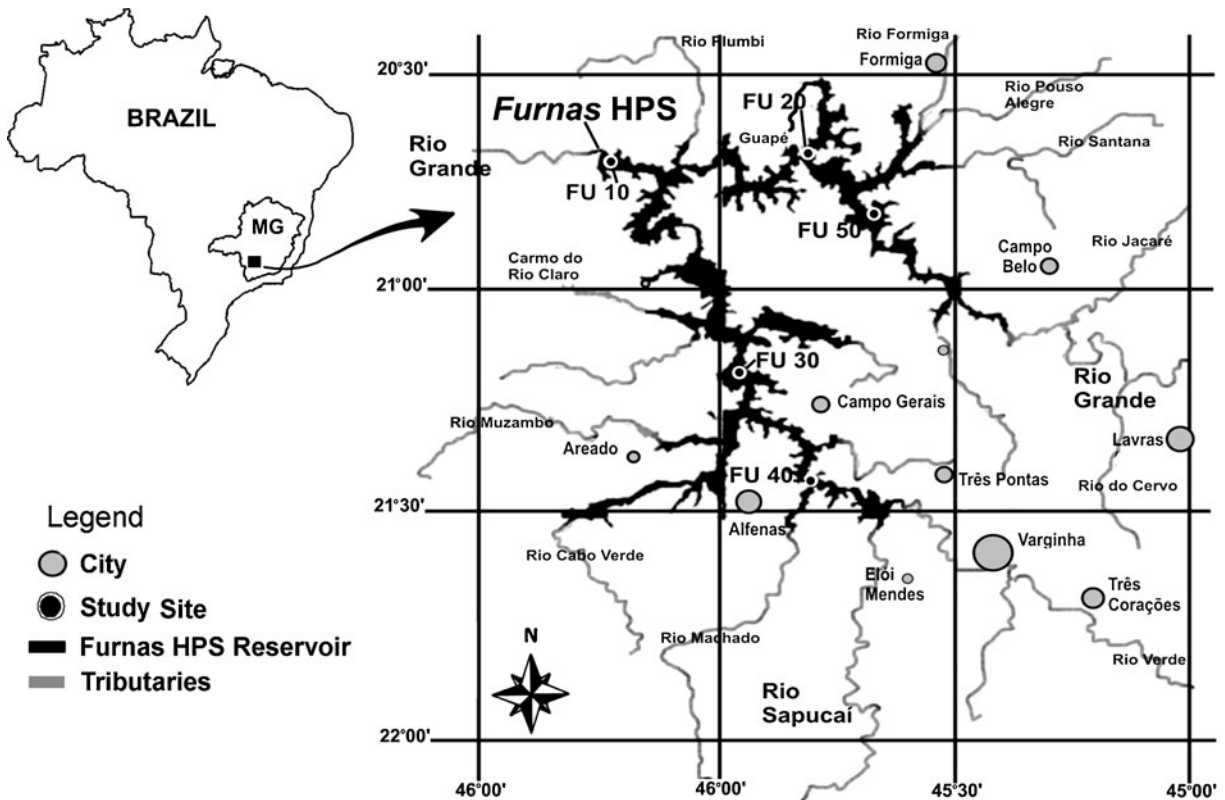 BRAZIL
MG
Rio Plumbi
Rio Formiga
Formiga
20°30'
Furnas HPS
FU 20
Rio Pouso
Alegre
Guapé
Rio Santana
Rio
Grande
FU 10
FU 50
Campo
Belo
Rio Jacaré
Carmo do
Rio Claro
21°00'
FU 30
Rio
Grande
Campo Gerais
Rio Muzambo
Areado
Lavras
FU 40
Três Pontas
Rio do Cervo
21°30'
Alfenas
Rio Cabo Verde
Varginha
Elói
Mendes
Três
Corações
Rio Machado
Rio Verde
Rio
Sapucaí
22°00'
46°00'
46°00'
45°30'
45°00'
Legend
City
Study Site
Furnas HPS Reservoir
Tributaries
N